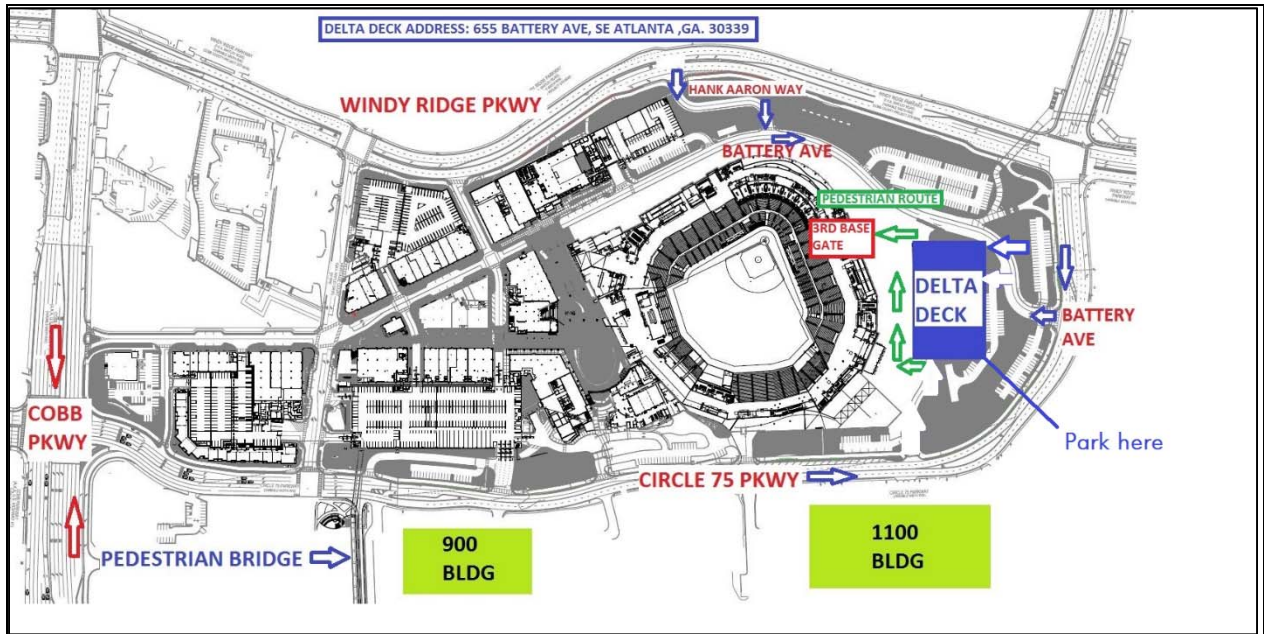 DELTA DECK ADDRESS: 655 BATTERY AVE, SE ATLANTA ,GA. 30339
WINDY RIDGE PKWY
HANK AARON WAY
BATTERY AVE
PEDESTRIAN ROUTE
3RD BASE
GATE
DELTA
DECK
BATTERY
AVE
COBB
PKWY
Park here
CIRCLE 75 PKWY
PEDESTRIAN BRIDGE
900
BLDG
1100
BLDG